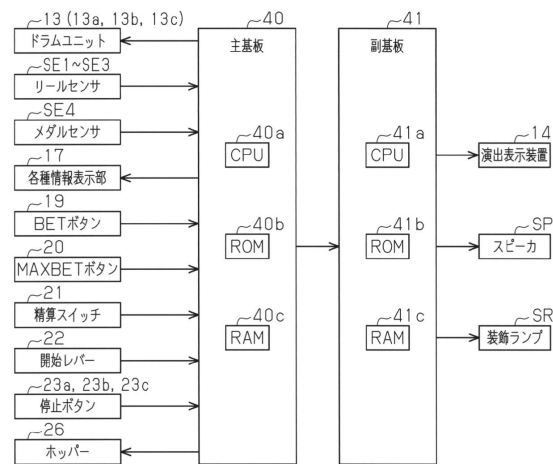 13 (13a, 13b, 13c)
ドラムユニット
SE1~SE3
リールセンサ
SE4
メダルセンサ
17
各種情報表示部
19
BETボタン
20
MAXBETボタン
21
精算スイッチ
22
開始レバー
23a, 23b, 23c
停止ボタン
26
ホッパー
40
主基板
40a
CPU
40b
ROM
40c
RAM
41
副基板
41a
CPU
41b
ROM
41c
RAM
14
演出表示装置
SP
スピーカ
SR
装飾ランプ